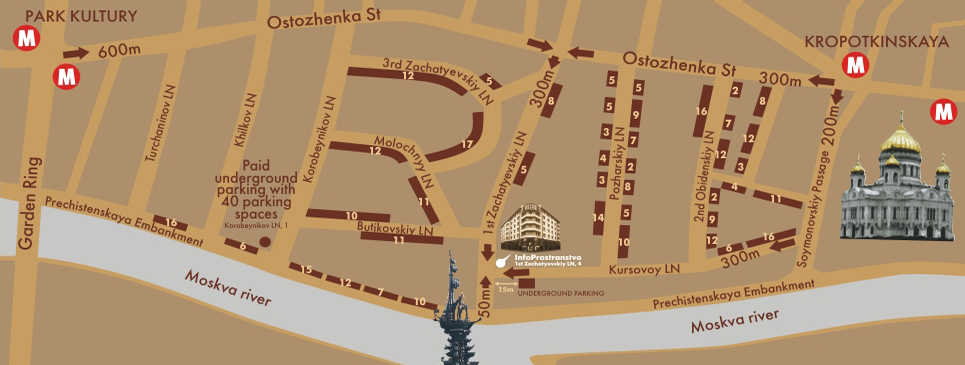 PARK KULTURY
M
M
600m
Ostozhenka St
KROPOTKINSKAYA
M
M
Ostozhenka St
300m
300m
200m
3rd Zachatyevskiy LN
12
5
17
Turchaninov LN
Khilkov LN
Korobeynikov LN
Molochnyy LN
12
11
10
Butikovskiy LN
11
Paid
underground
parking with
40 parking
spaces
Korobeynikov LN, 1
Garden Ring
Prechistenskaya Embankment
16
6
15
12
7
10
Moskva river
1st Zachatyevskiy LN
8
5
InfoProstranstvo
1st Zachatyevskiy LN, 4
15m
UNDERGROUND PARKING
50m
5
5
3
4
3
14
Pozharskiy LN
5
9
7
2
8
5
10
16
2nd Obidenskiy LN
2
7
12
8
12
3
4
11
2
9
12
6
16
300m
Soymonovskiy Passage
Kursovoy LN
Prechistenskaya Embankment
Moskva river